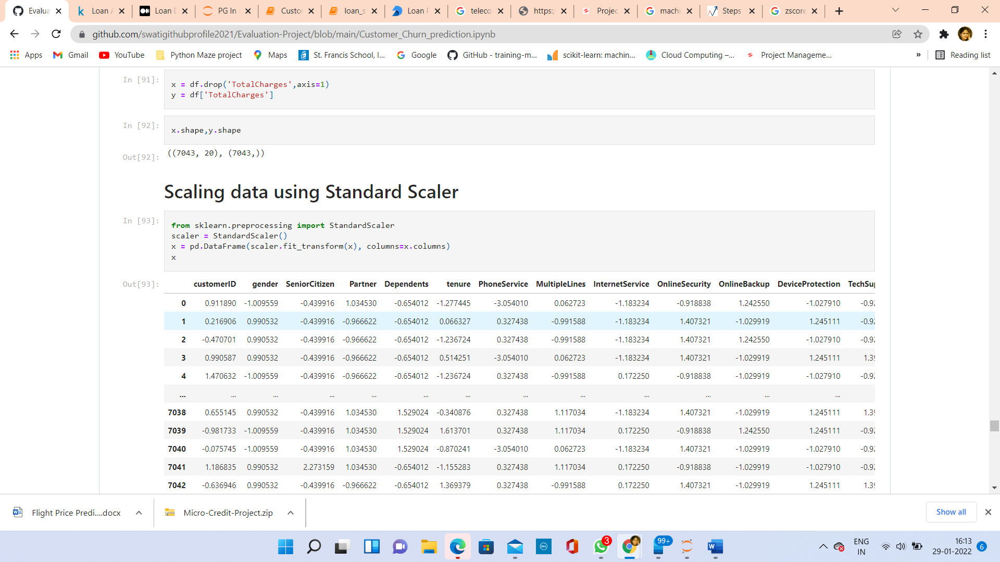 Evalua
Loan A
Loan D
PG In
Custo
loan_s
Loan P
teleco
https:/
Projec
machi
Steps
zscore
github.com/swatigithubprofile2021/Evaluation-Project/blob/main/Customer_Churn_prediction.ipynb
Apps
Gmail
YouTube
Python Maze project
Maps
St. Francis School, I...
Google
GitHub - training-m...
scikit-learn: machin...
Cloud Computing –...
Project Manageme...
»
Reading list
In [91]:
x = df.drop('TotalCharges',axis=1)
y = df['TotalCharges']
In [92]:
x.shape,y.shape
Out[92]:
((7043, 20), (7043,))
Scaling data using Standard Scaler
In [93]:
from sklearn.preprocessing import StandardScaler
scaler = StandardScaler()
x = pd.DataFrame(scaler.fit_transform(x), columns=x.columns)
x
Out[93]:
customerID gender SeniorCitizen Partner Dependents tenure PhoneService MultipleLines InternetService OnlineSecurity OnlineBackup DeviceProtection TechSup
0 0.911890 -1.009559 -0.439916 1.034530 -0.654012 -1.277445 -3.054010 0.062723 -1.183234 -0.918838 1.242550 -1.027910 -0.92
1 0.216906 0.990532 -0.439916 -0.966622 -0.654012 0.066327 0.327438 -0.991588 -1.183234 1.407321 -1.029919 1.245111 -0.92
2 -0.470701 0.990532 -0.439916 -0.966622 -0.654012 -1.236724 0.327438 -0.991588 -1.183234 1.407321 1.242550 -1.027910 -0.92
3 0.990587 0.990532 -0.439916 -0.966622 -0.654012 0.514251 -3.054010 0.062723 -1.183234 1.407321 -1.029919 1.245111 1.39
4 1.470632 -1.009559 -0.439916 -0.966622 -0.654012 -1.236724 0.327438 -0.991588 0.172250 -0.918838 -1.029919 -1.027910 -0.92
... ... ... ... ... ... ... ... ... ... ... ... ...
7038 0.655145 0.990532 -0.439916 1.034530 1.529024 -0.340876 0.327438 1.117034 -1.183234 1.407321 -1.029919 1.245111 1.39
7039 -0.981733 -1.009559 -0.439916 1.034530 1.529024 1.613701 0.327438 1.117034 0.172250 -0.918838 1.242550 1.245111 -0.92
7040 -0.075745 -1.009559 -0.439916 1.034530 1.529024 -0.870241 -3.054010 0.062723 -1.183234 1.407321 -1.029919 -1.027910 -0.92
7041 1.186835 0.990532 2.273159 1.034530 -0.654012 -1.155283 0.327438 1.117034 0.172250 -0.918838 -1.029919 -1.027910 -0.92
7042 -0.636946 0.990532 -0.439916 -0.966622 -0.654012 1.369379 0.327438 -0.991588 0.172250 1.407321 -1.029919 1.245111 1.39
Flight Price Predi....docx
Micro-Credit-Project.zip
Show all
3
99+
ENG
IN
16:13
29-01-2022
6